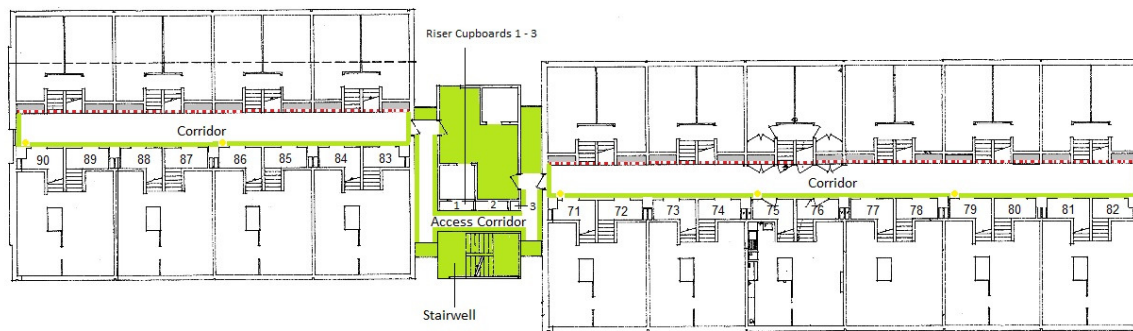 Riser Cupboards 1 - 3
Corridor
90 89 88 87 86 85 84 83
1 2 3
Access Corridor
Stairwell
Corridor
71 72 73 74 75 76 77 78 79 80 81 82